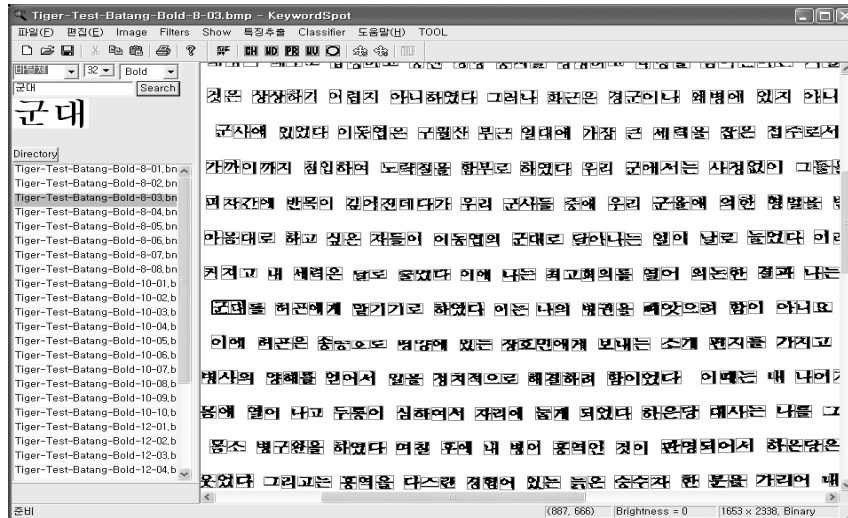 Tiger-Test-Batang-Bold-8-03.bmp - KeywordSpot
파일(F) 편집(E) Image Filters Show 특징추출 Classifier 도움말(H) TOOL
CH WD PR WU
바탕체 32 Bold
군대 Search
군대
Directory
Tiger-Test-Batang-Bold-8-01.bn
Tiger-Test-Batang-Bold-8-02.bn
Tiger-Test-Batang-Bold-8-03.bn
Tiger-Test-Batang-Bold-8-04.bn
Tiger-Test-Batang-Bold-8-05.bn
Tiger-Test-Batang-Bold-8-06.bn
Tiger-Test-Batang-Bold-8-07.bn
Tiger-Test-Batang-Bold-8-08.bn
Tiger-Test-Batang-Bold-10-01.b
Tiger-Test-Batang-Bold-10-02.b
Tiger-Test-Batang-Bold-10-03.b
Tiger-Test-Batang-Bold-10-04.b
Tiger-Test-Batang-Bold-10-05.b
Tiger-Test-Batang-Bold-10-06.b
Tiger-Test-Batang-Bold-10-07.b
Tiger-Test-Batang-Bold-10-08.b
Tiger-Test-Batang-Bold-10-09.b
Tiger-Test-Batang-Bold-10-10.b
Tiger-Test-Batang-Bold-12-01.b
Tiger-Test-Batang-Bold-12-02.b
Tiger-Test-Batang-Bold-12-03.b
Tiger-Test-Batang-Bold-12-04.b
것은 상상하기 어렵지 아니하였다 그러나 화근은 경군이나 왜병에 있지 아니
군사에 있었다 이동엽은 구월산 부근 일대에 가장 큰 세력을 잡은 접주로서
가까이까지 침입하여 노략질을 함부로 하였다 우리 군에서는 사정없이 그들을
피차간에 반목이 깊어진데다가 우리 군사들 중에 우리 군율에 의한 형벌을
마음대로 하고 싶은 자들이 이동엽의 군대로 달아나는 일이 날로 늘었다
커지고 내 세력은 날로 줄었다 이에 나는 최고회의를 열어 의논한 결과 나는
군대를 허곤에게 맡기기로 하였다 이는 나의 병권을 빼앗으려 함이 아니요
이에 허곤은 송풍으로 평양에 있는 장호민에게 보내는 소개 편지를 가지고
병사의 양해를 얻어서 일을 정치적으로 해결하려 함이었다 이때는 내 나이가
몸에 열이 나고 두통이 심하여서 자리에 눕게 되었다 하은당 대사는 나를 그
몽소 병구완을 하였다 며칠 후에 내 병이 홍역인 것이 판명되어서 하은당은
웃었다 그리고는 홍역을 다스린 경험이 있는 늙은 승수자 한 분을 가리어 내
준비
(887, 666) Brightness = 0 1653 x 2338, Binary